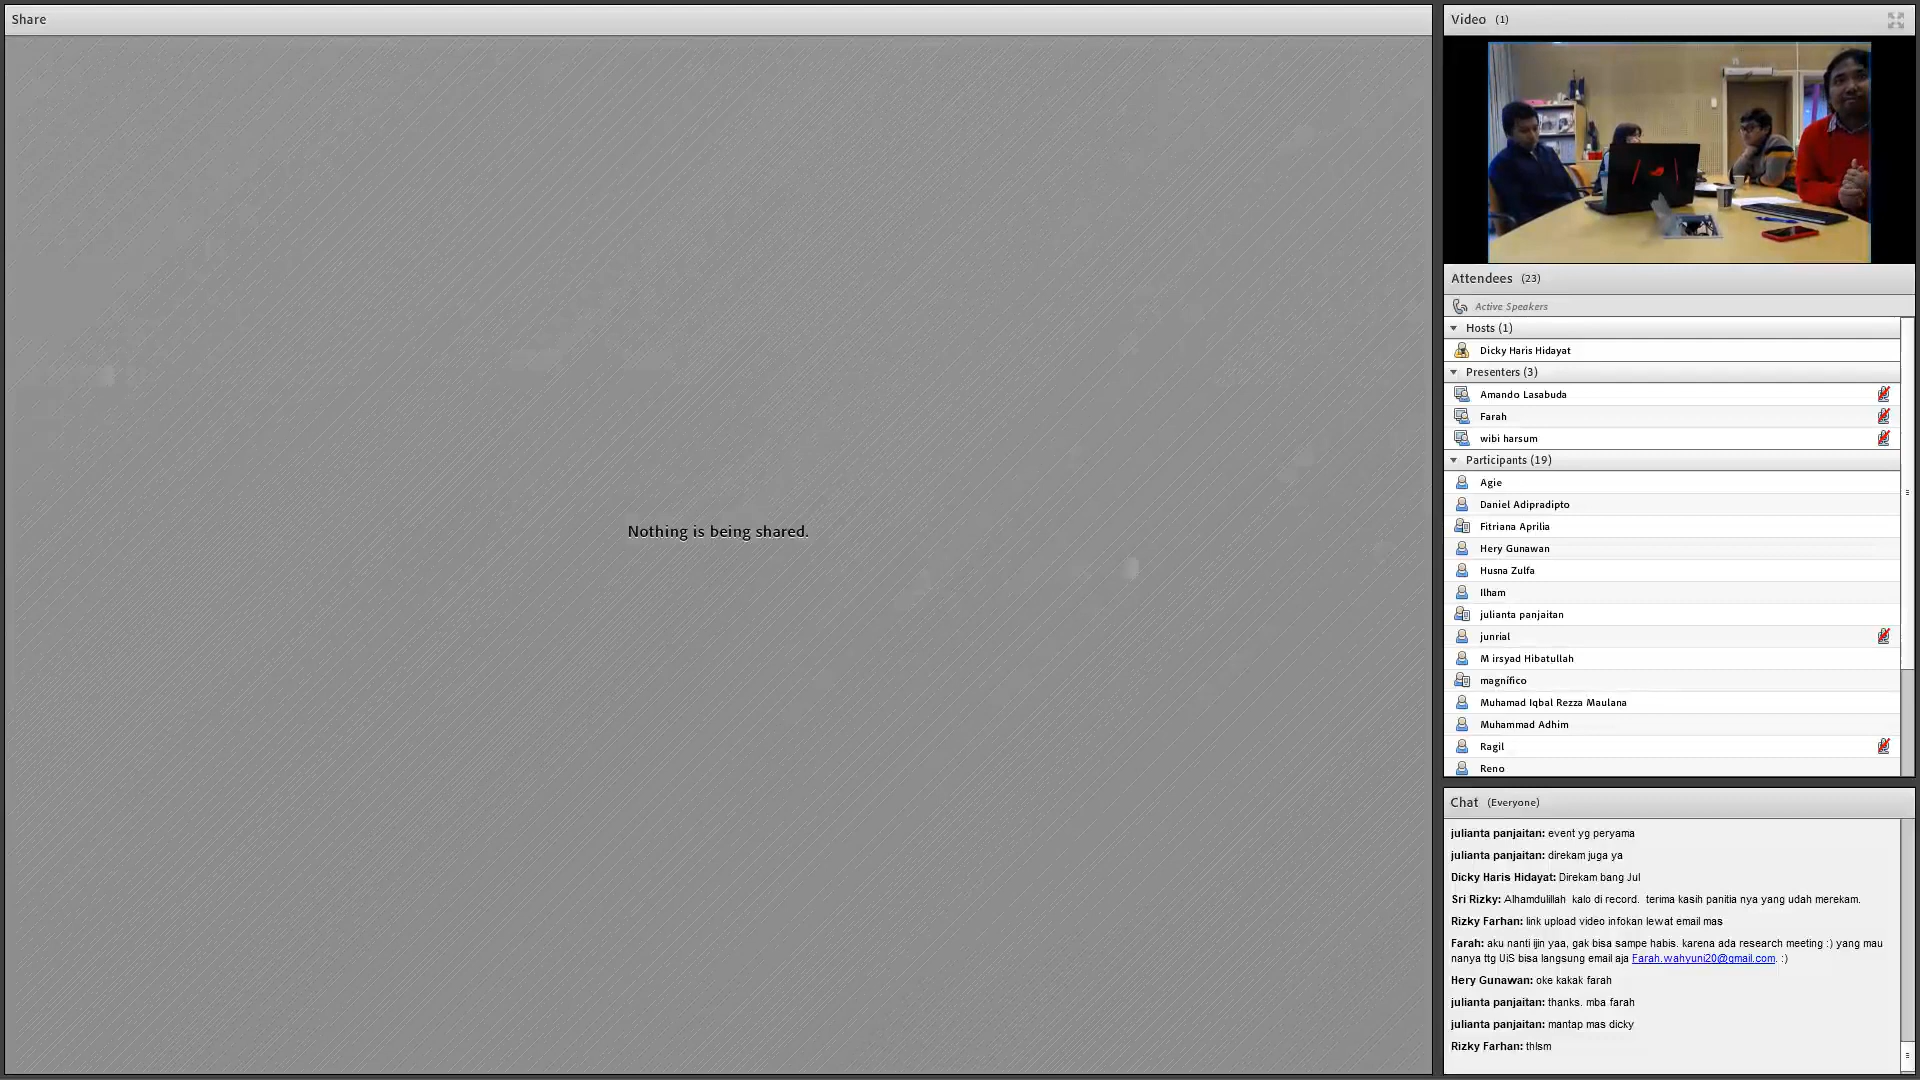 Share
Nothing is being shared.
Video (1)
Attendees (23)
Active Speakers
Hosts (1)
Dicky Haris Hidayat
Presenters (3)
Amando Lasabuda
Farah
wibi harsum
Participants (19)
Agie
Daniel Adipradipto
Fitriana Aprilia
Hery Gunawan
Husna Zulfa
Ilham
julianta panjaitan
junrial
M irsyad Hibatullah
magnífico
Muhamad Iqbal Rezza Maulana
Muhammad Adhim
Ragil
Reno
Chat (Everyone)
julianta panjaitan: event yg peryama
julianta panjaitan: direkam juga ya
Dicky Haris Hidayat: Direkam bang Jul
Sri Rizky: Alhamdulillah kalo di record. terima kasih panitia nya yang udah merekam.
Rizky Farhan: link upload video infokan lewat email mas
Farah: aku nanti ijin yaa, gak bisa sampe habis. karena ada research meeting :) yang mau
nanya ttg UiS bisa langsung email aja Farah.wahyuni20@gmail.com. :)
Hery Gunawan: oke kakak farah
julianta panjaitan: thanks. mba farah
julianta panjaitan: mantap mas dicky
Rizky Farhan: thlsm